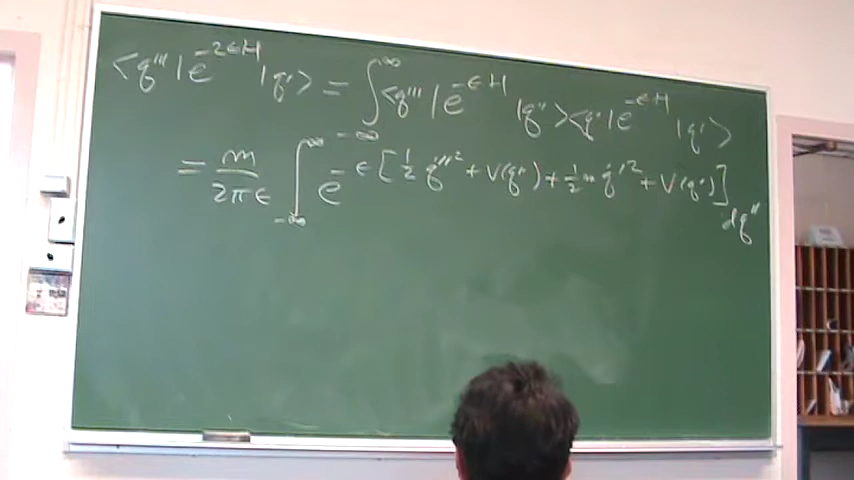 <q'''|e^{-2εH}|q'> = ∫_{-∞}^{∞} <q'''|e^{-εH}|q''><q''|e^{-εH}|q'>
= m/2πε ∫_{-∞}^{∞} e^{-ε[½ q̇'''² + V(q'') + ½ m q̇'² + V(q')]} dq''